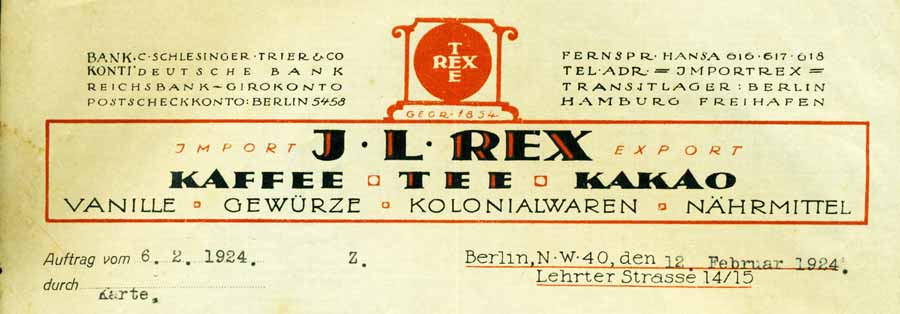 BANK·C·SCHLESINGER·TRIER&CO
KONTI: DEUTSCHE BANK
REICHSBANK-GIROKONTO
POSTSCHECKKONTO: BERLIN 5458
T
REX
E
E
GEGR·1854
FERNSPR·HANSA 616·617·618
TEL·ADR·=IMPORTREX=
TRANSITLAGER: BERLIN
HAMBURG FREIHAFEN
IMPORT J·L·REX EXPORT
KAFFEE TEE KAKAO
VANILLE GEWÜRZE KOLONIALWAREN NÄHRMITTEL
Auftrag vom 6. 2. 1924. Z. Berlin, N·W·40, den 12. Februar 1924.
Lehrter Strasse 14/15
durch Karte.